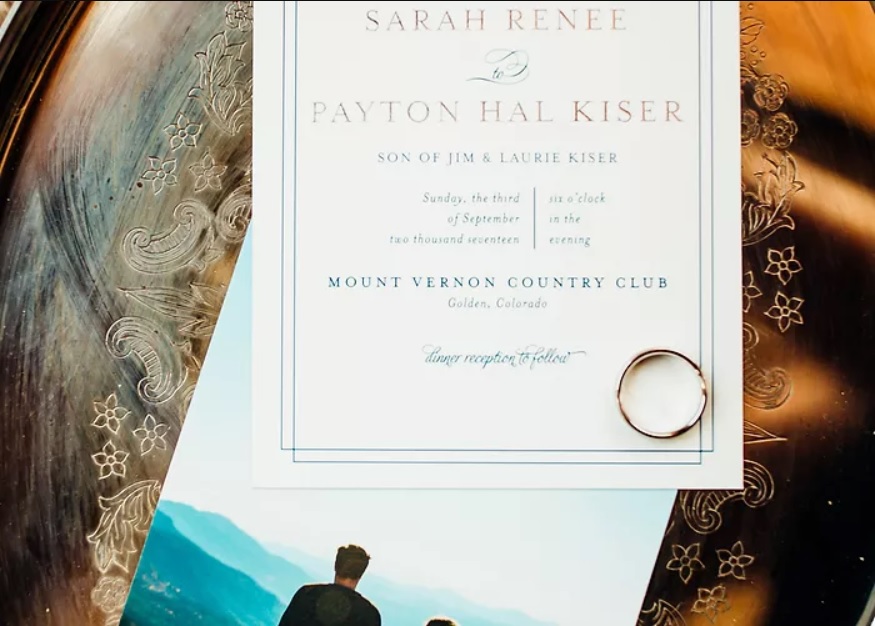 SARAH RENEE
to
PAYTON HAL KISER
SON OF JIM & LAURIE KISER
Sunday, the third
of September
two thousand seventeen
six o'clock
in the
evening
MOUNT VERNON COUNTRY CLUB
Golden, Colorado
dinner reception to follow